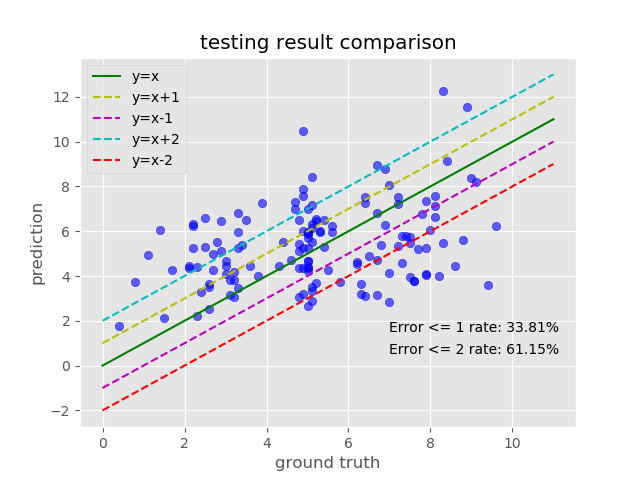 testing result comparison
y=x
y=x+1
y=x-1
y=x+2
y=x-2
12
10
8
6
4
2
0
−2
prediction
Error <= 1 rate: 33.81%
Error <= 2 rate: 61.15%
0 2 4 6 8 10
ground truth